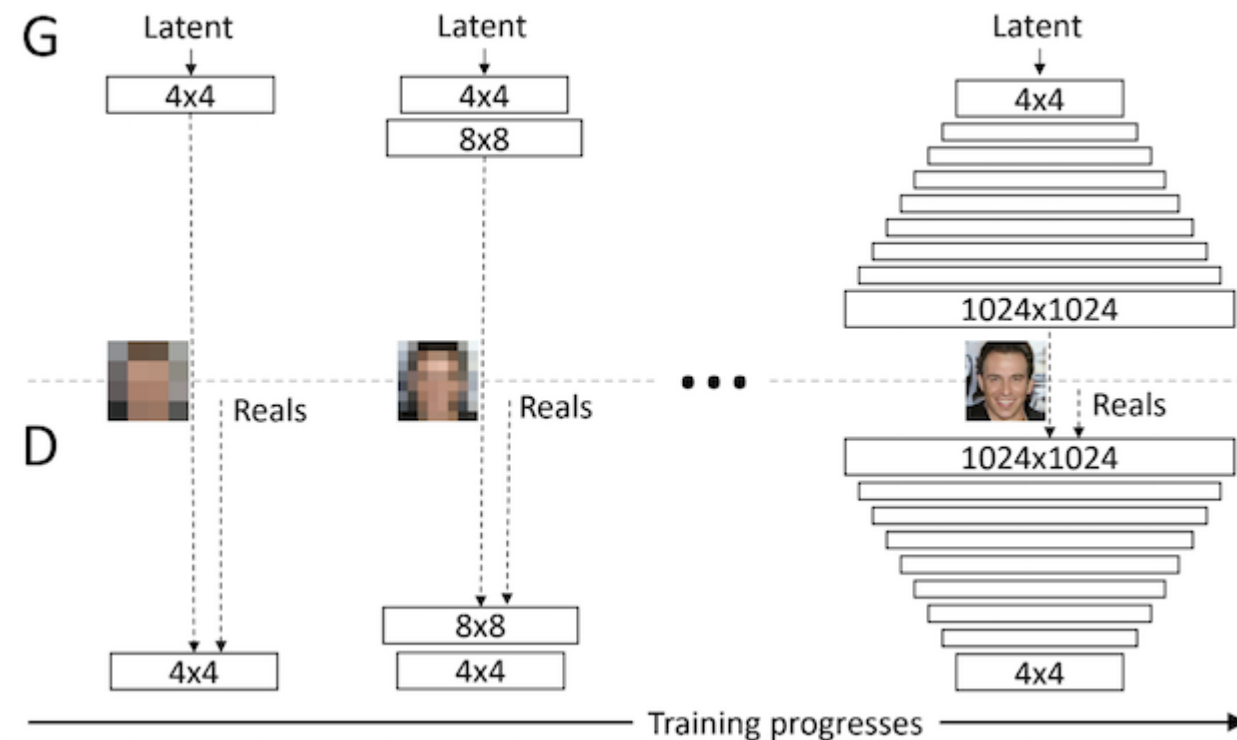 G
Latent
Latent
Latent
4x4
4x4
4x4
8x8
1024x1024
Reals
Reals
Reals
D
1024x1024
8x8
4x4
4x4
4x4
Training progresses